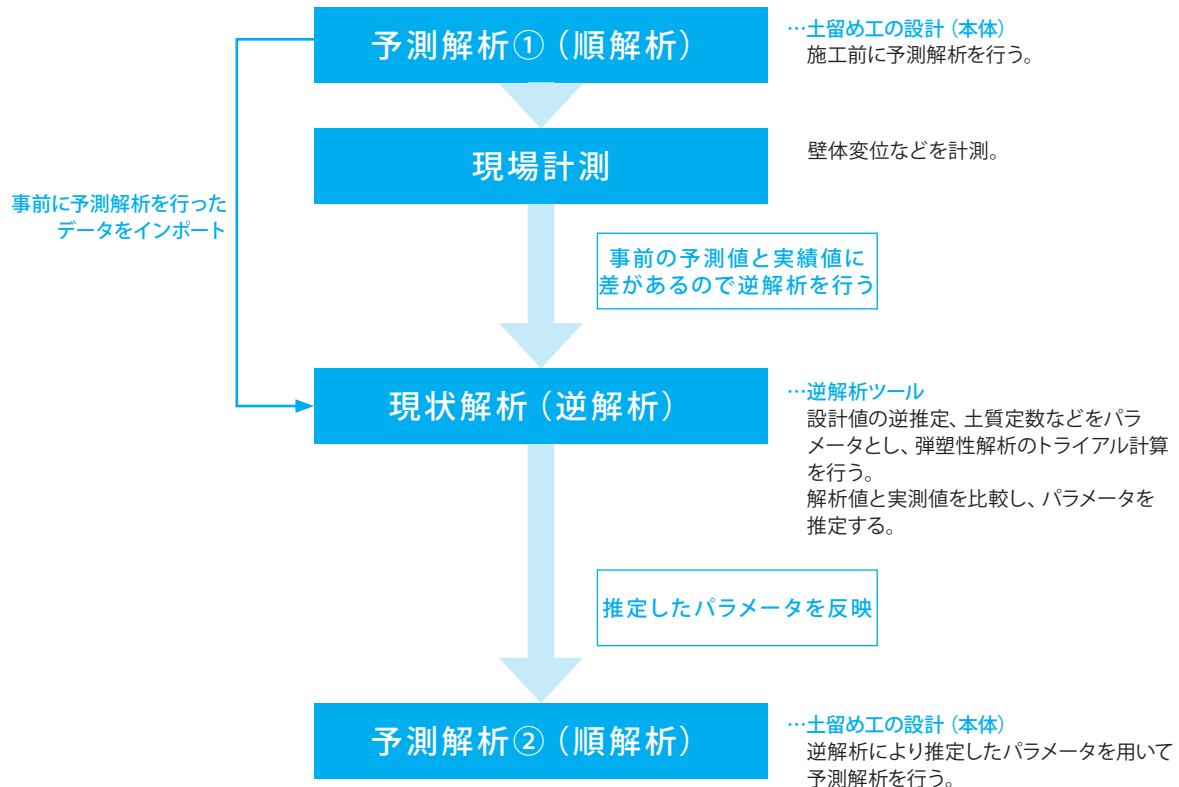 予測解析①（順解析）
…土留め工の設計（本体）
施工前に予測解析を行う。
現場計測
壁体変位などを計測。
事前に予測解析を行った
データをインポート
事前の予測値と実績値に
差があるので逆解析を行う
現状解析（逆解析）
…逆解析ツール
設計値の逆推定、土質定数などをパラ
メータとし、弾塑性解析のトライアル計算
を行う。
解析値と実測値を比較し、パラメータを
推定する。
推定したパラメータを反映
予測解析②（順解析）
…土留め工の設計（本体）
逆解析により推定したパラメータを用いて
予測解析を行う。